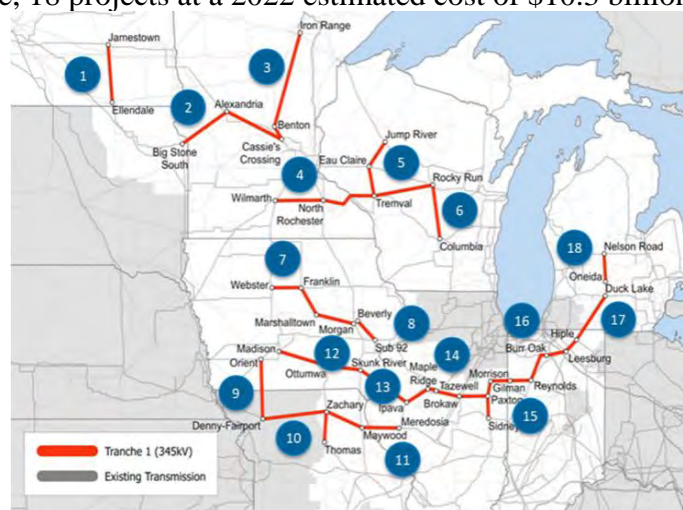 e, 18 projects at a 2022 estimated cost of $10.3 billion
Iron Range
Jamestown
3
1
2
Alexandria
Ellendale
Benton
Jump River
Big Stone
South
Cassie's
Crossing
Eau Claire
5
4
Rocky Run
Wilmarth
North
Rochester
Tremval
6
Columbia
18
Nelson Road
7
Oneida
Webster
Franklin
Duck Lake
Beverly
8
16
Hiple
17
Marshalltown
Morgan
Sub 92
Burr Oak
Madison
12
Skunk River
14
Leesburg
Orient
Ottumwa
13
Maple
Ridge
Morrison
Reynolds
9
Tazewell
Gilman
Ipava
Brokaw
Paxton
15
Zachary
Denny-Fairport
Meredosia
Sidney
10
Maywood
Thomas
11
Tranche 1 (345kV)
Existing Transmission